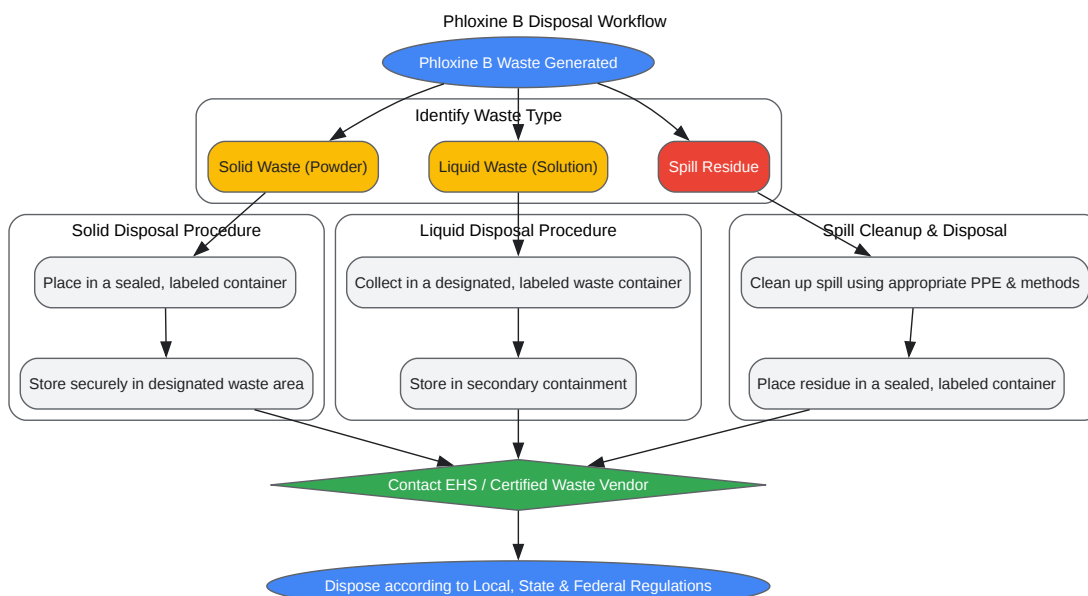 Phloxine B Disposal Workflow
Phloxine B Waste Generated
Identify Waste Type
Solid Waste (Powder)
Liquid Waste (Solution)
Spill Residue
Solid Disposal Procedure
Liquid Disposal Procedure
Spill Cleanup & Disposal
Place in a sealed, labeled container
Collect in a designated, labeled waste container
Clean up spill using appropriate PPE & methods
Store securely in designated waste area
Store in secondary containment
Place residue in a sealed, labeled container
Contact EHS / Certified Waste Vendor
Dispose according to Local, State & Federal Regulations